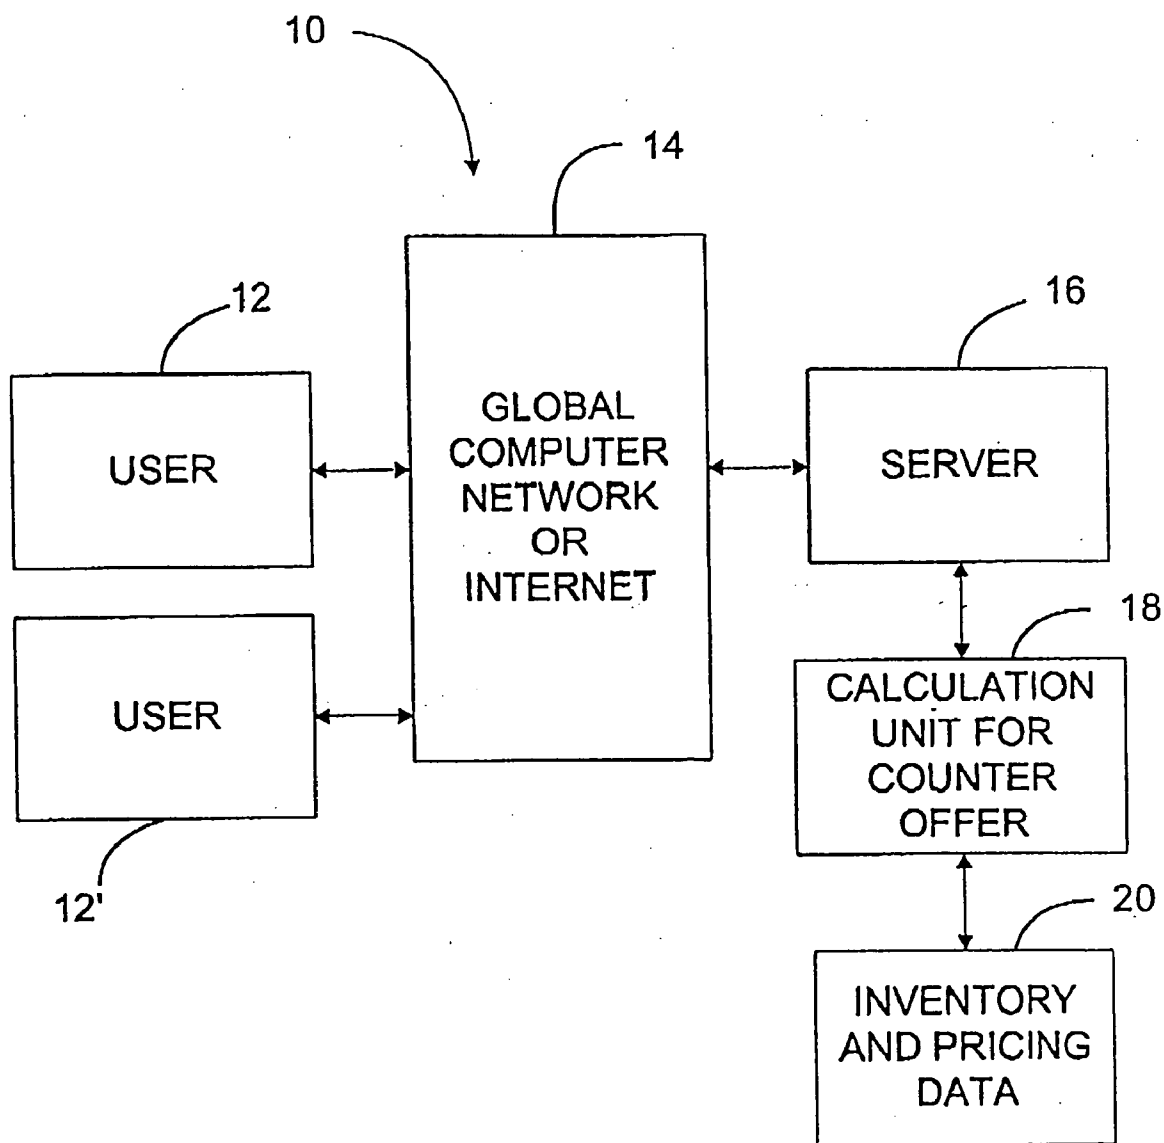 10
14
12
16
USER
GLOBAL
COMPUTER
NETWORK
OR
INTERNET
SERVER
USER
18
CALCULATION
UNIT FOR
COUNTER
OFFER
12'
20
INVENTORY
AND PRICING
DATA